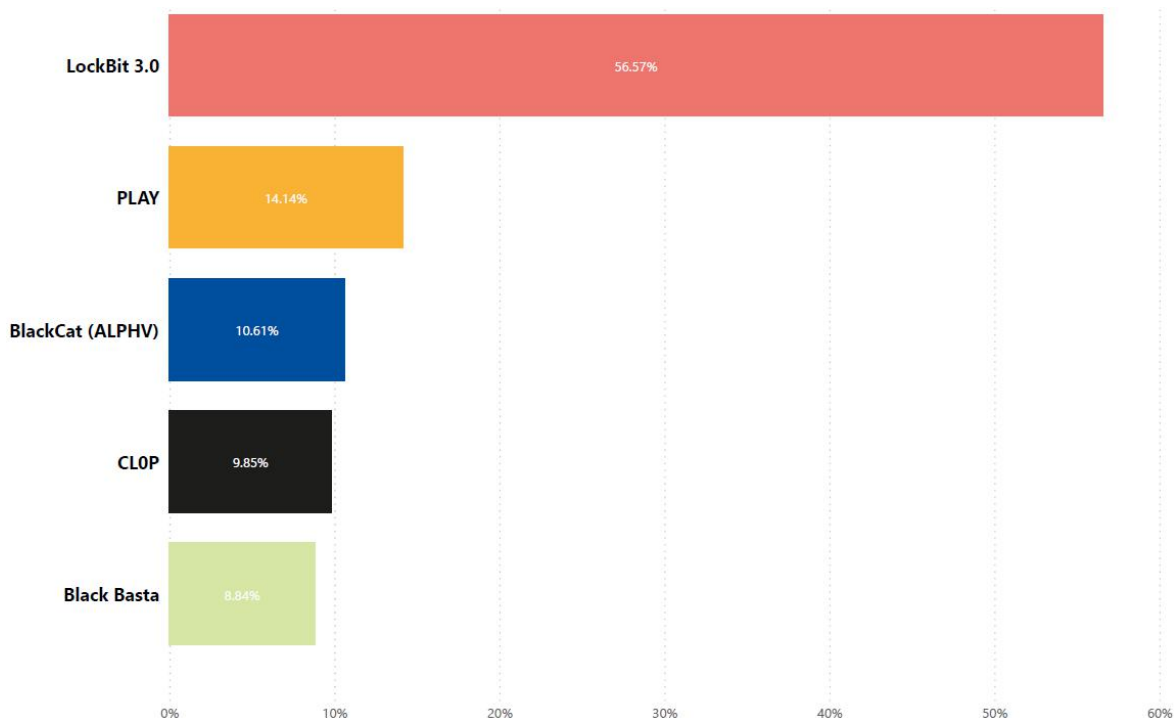 LockBit 3.0
56.57%
PLAY
14.14%
BlackCat (ALPHV)
10.61%
CL0P
9.85%
Black Basta
8.84%
0%
10%
20%
30%
40%
50%
60%